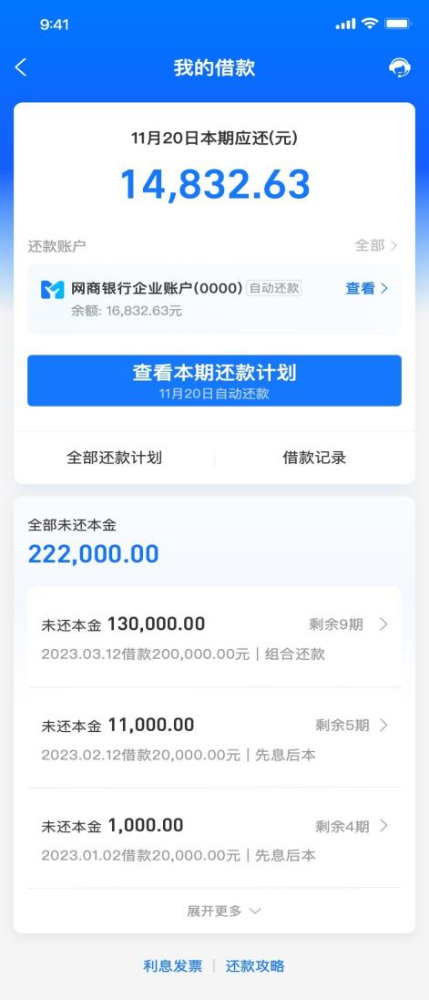 9:41
我的借款
11月20日本期应还(元)
14,832.63
还款账户
全部
网商银行企业账户(0000) 自动还款 查看
余额: 16,832.63元
查看本期还款计划
11月20日自动还款
全部还款计划 借款记录
全部未还本金
222,000.00
未还本金 130,000.00 剩余9期
2023.03.12借款200,000.00元 | 组合还款
未还本金 11,000.00 剩余5期
2023.02.12借款20,000.00元 | 先息后本
未还本金 1,000.00 剩余4期
2023.01.02借款20,000.00元 | 先息后本
展开更多
利息发票 | 还款攻略